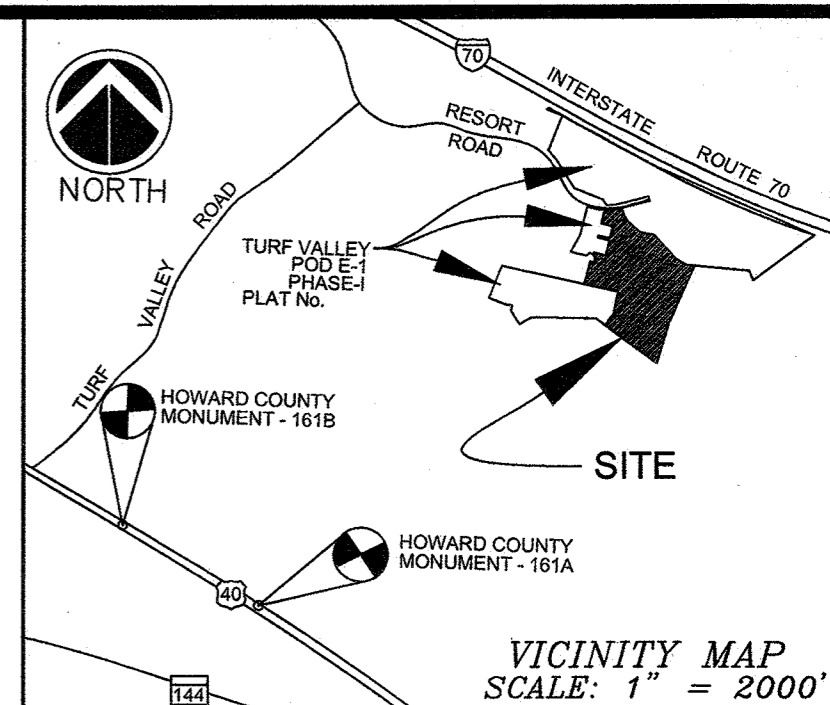 70
INTERSTATE
ROUTE 70
RESORT
ROAD
NORTH
TURF VALLEY ROAD
TURF VALLEY
POD E-1
PHASE-I
PLAT No.
HOWARD COUNTY
MONUMENT - 161B
SITE
HOWARD COUNTY
MONUMENT - 161A
40
144
VICINITY MAP
SCALE: 1" = 2000'